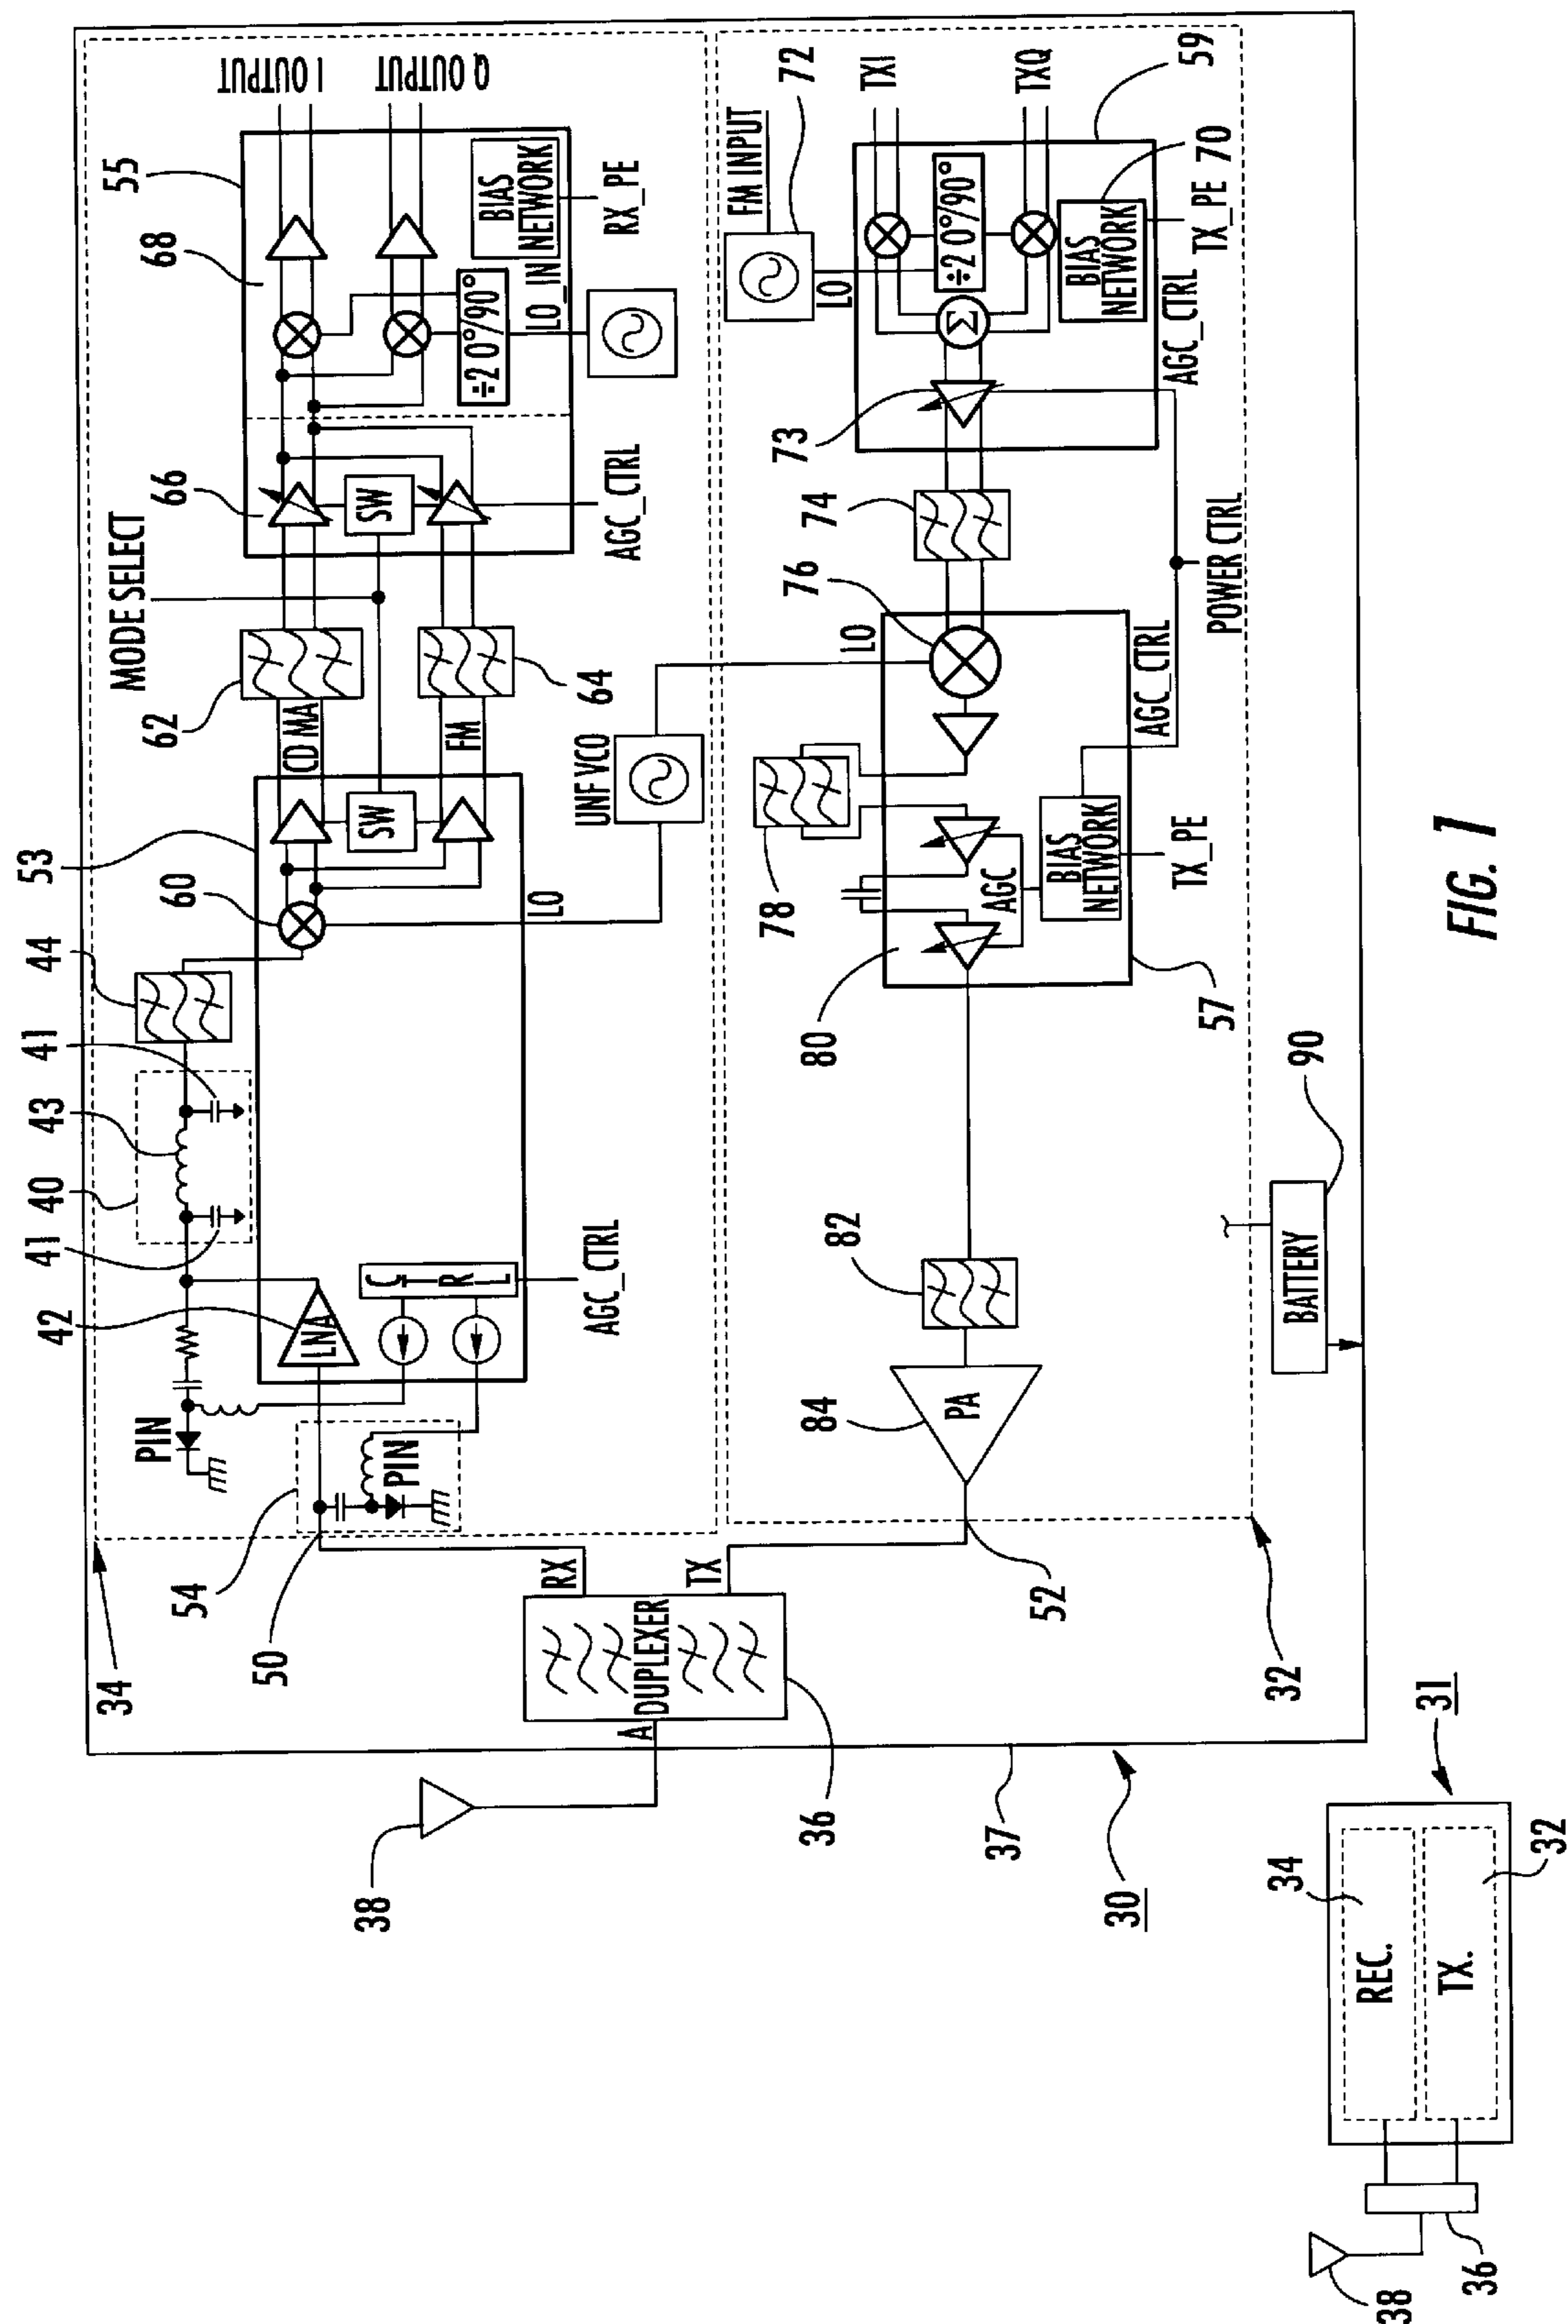 34
54
50
42
41
40
43
41
44
53
60
62
MODE SELECT
66
68
55
I OUTPUT
Q OUTPUT
PIN
PIN
LNA
CTRL
AGC_CTRL
LO
SW
CD MA
FM
64
SW
AGC_CTRL
÷2 0°/90°
LO_IN
BIAS
NETWORK
RX_PE
UNF VCO
38
A
DUPLEXER
RX
TX
36
52
84
PA
82
80
78
AGC
BIAS
NETWORK
TX_PE
57
LO
76
74
73
AGC_CTRL
POWER CTRL
AGC_CTRL
Σ
÷2 0°/90°
LO
FM INPUT
72
TXI
TXQ
BIAS
NETWORK
TX_PE
70
59
37
30
32
BATTERY
90
38
36
REC.
TX.
34
32
31
FIG. 1